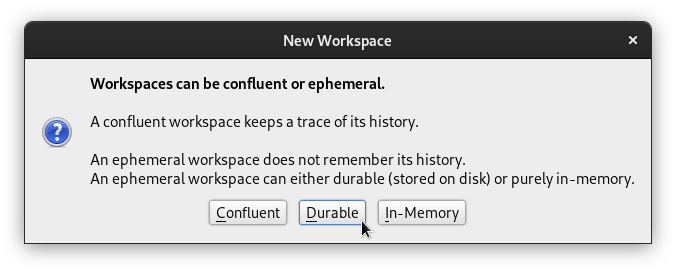 New Workspace
×
Workspaces can be confluent or ephemeral.
A confluent workspace keeps a trace of its history.
An ephemeral workspace does not remember its history.
An ephemeral workspace can either durable (stored on disk) or purely in-memory.
?
Confluent Durable In-Memory